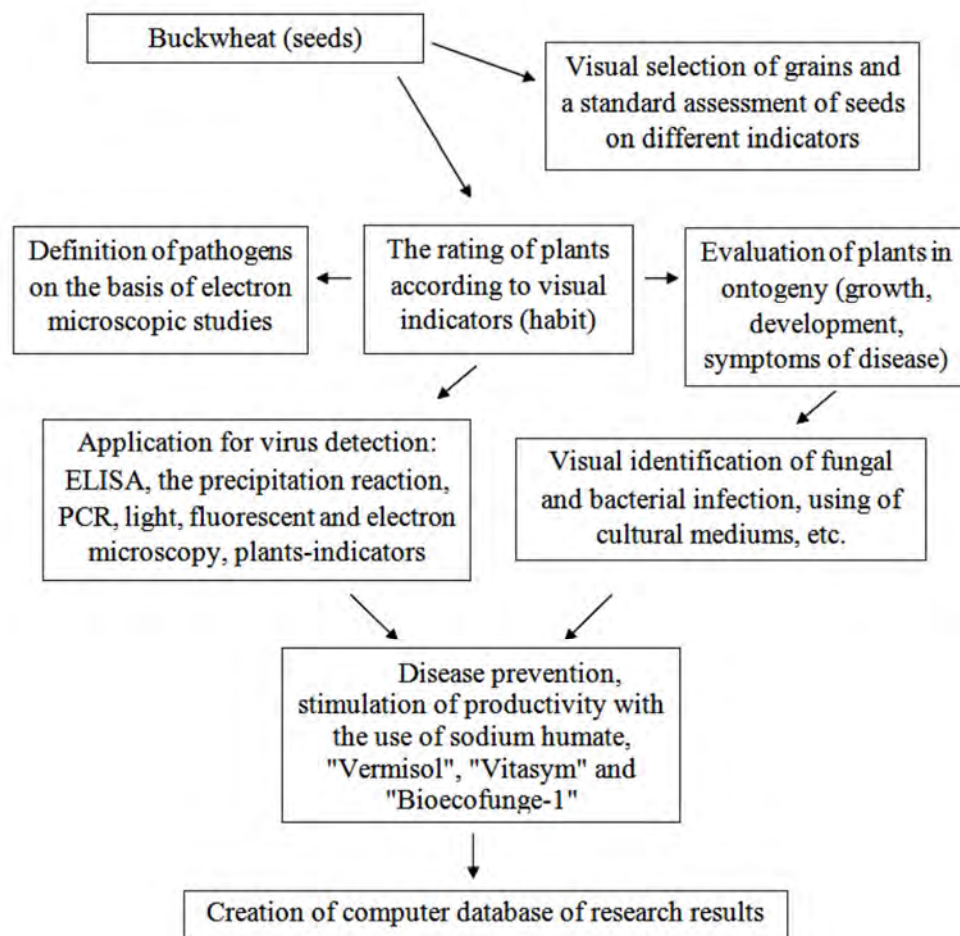 Buckwheat (seeds)
Visual selection of grains and
a standard assessment of seeds
on different indicators
Definition of pathogens
on the basis of electron
microscopic studies
The rating of plants
according to visual
indicators (habit)
Evaluation of plants in
ontogeny (growth,
development,
symptoms of disease)
Application for virus detection:
ELISA, the precipitation reaction,
PCR, light, fluorescent and electron
microscopy, plants-indicators
Visual identification of fungal
and bacterial infection, using of
cultural mediums, etc.
Disease prevention,
stimulation of productivity with
the use of sodium humate,
"Vermisol", "Vitasym" and
"Bioecofunge-1"
Creation of computer database of research results